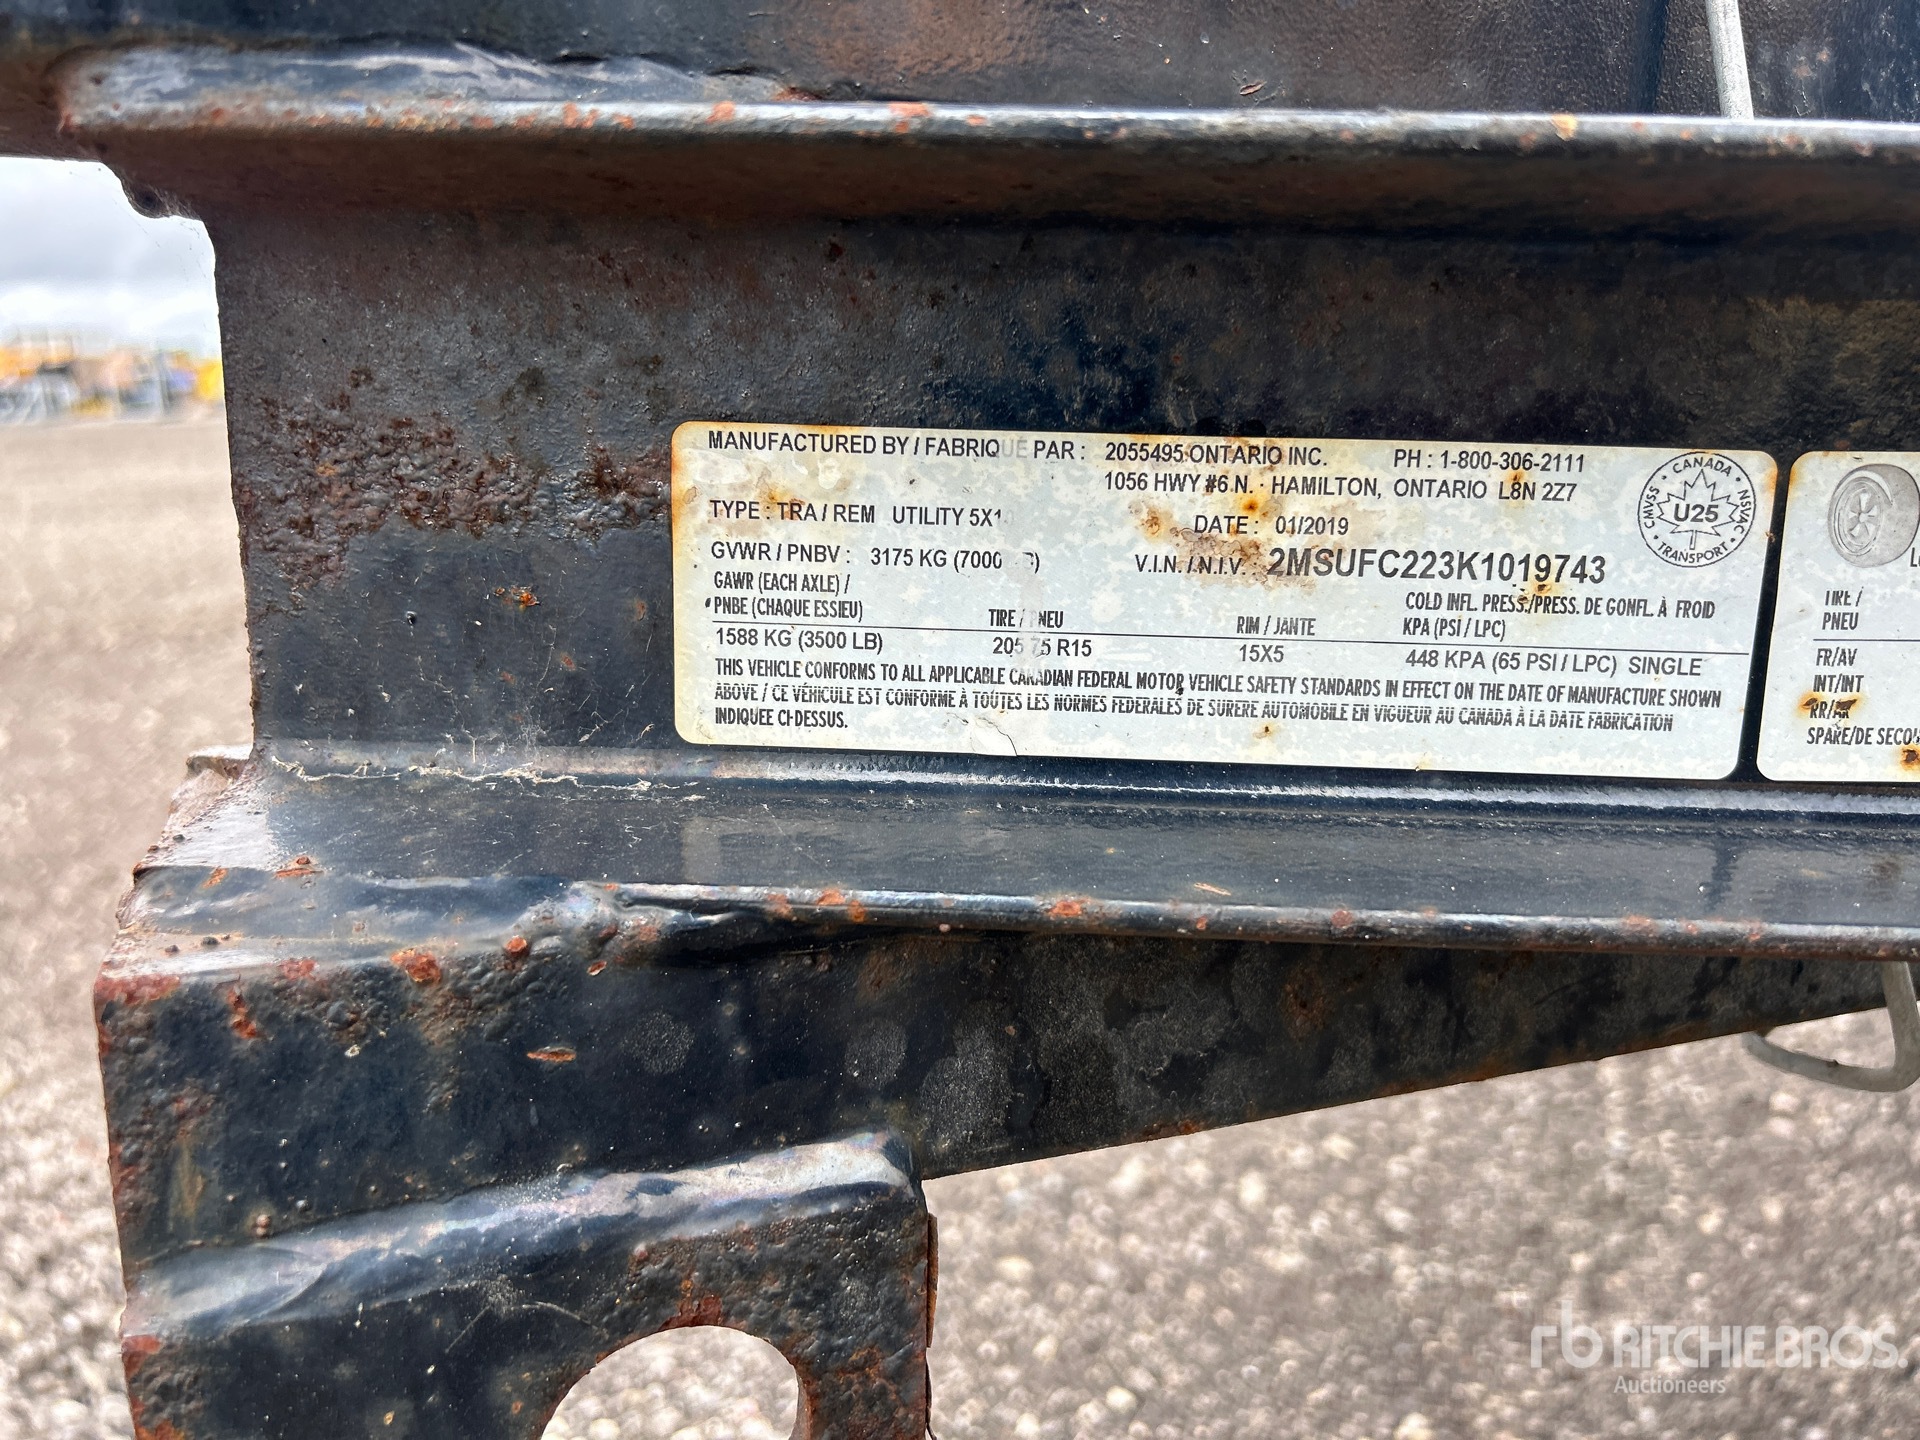 MANUFACTURED BY / FABRIQUÉ PAR : 2055495 ONTARIO INC. PH : 1-800-306-2111
1056 HWY #6 N. - HAMILTON, ONTARIO L8N 2Z7
TYPE : TRA / REM UTILITY DATE : 01/2019
GVWR / PNBV : 3175 KG (7000 V.I.N. / N.I.V. 2MSUFC223K1019743
GAWR (EACH AXLE) /
PNBE (CHAQUE ESSIEU) TIRE / PNEU RIM / JANTE COLD INFL. PRESS./PRESS. DE GONFL. À FROID
KPA (PSI / LPC)
1588 KG (3500 LB) 205 75 R15 15X5 448 KPA (65 PSI / LPC) SINGLE
THIS VEHICLE CONFORMS TO ALL APPLICABLE CANADIAN FEDERAL MOTOR VEHICLE SAFETY STANDARDS IN EFFECT ON THE DATE OF MANUFACTURE SHOWN
ABOVE / CE VÉHICULE EST CONFORME À TOUTES LES NORMES FEDERALES DE SURERE AUTOMOBILE EN VIGUEUR AU CANADA À LA DATE FABRICATION
INDIQUEE CI-DESSUS.
CANADA
CMVSS U25 NSVAC
TRANSPORT
TIRE /
PNEU
FR/AV
INT/INT
RR/AR
SPARE/DE
rb RITCHIE BROS.
Auctioneers